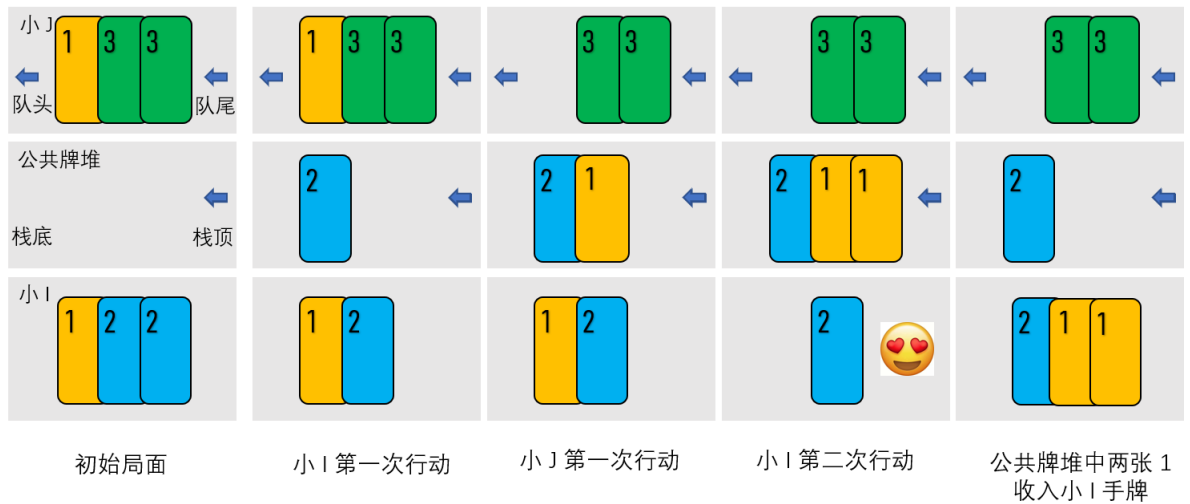 小 J
1 3 3
1 3 3
3 3
3 3
3 3
队头
队尾
公共牌堆
2
2 1
2 1 1
2
栈底
栈顶
小 I
1 2 2
1 2
1 2
2
2 1 1
初始局面
小 I 第一次行动
小 J 第一次行动
小 I 第二次行动
公共牌堆中两张 1
收入小 I 手牌